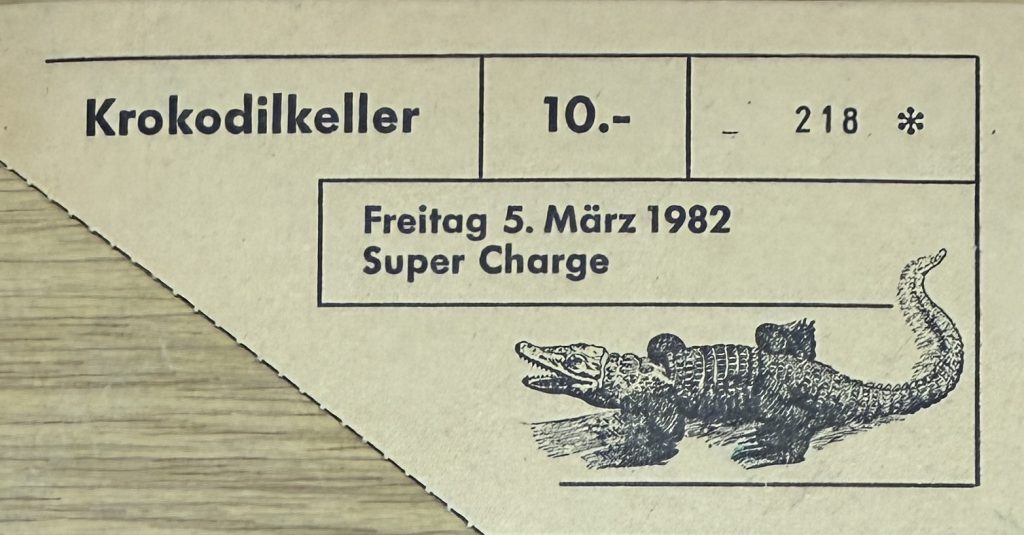 Krokodilkeller 10.- _ 218 *
Freitag 5. März 1982
Super Charge